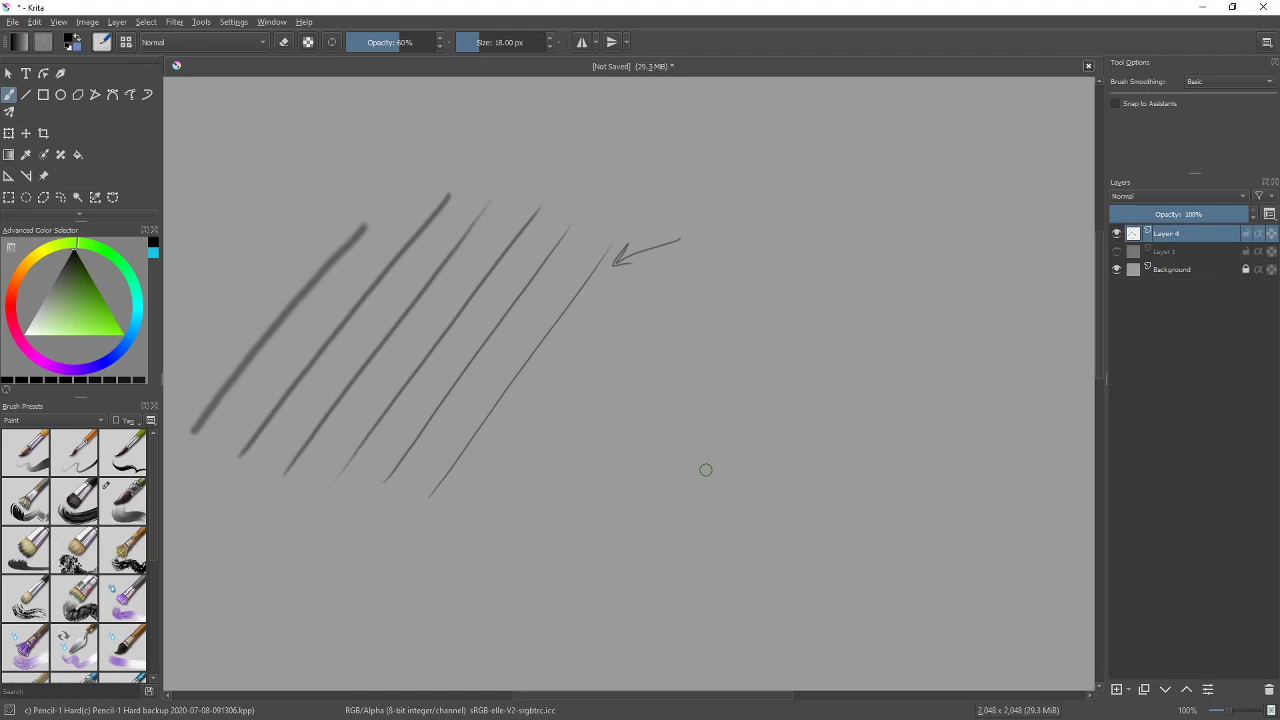 * - Krita
File Edit View Image Layer Select Filter Tools Settings Window Help
Normal Opacity: 60% Size: 18.00 px
[Not Saved] (29.3 MiB) *
Tool Options
Brush Smoothing: Basic
Snap to Assistants
Layers
Normal
Opacity: 100%
Layer 4
Layer 1
Background
Advanced Color Selector
Brush Presets
Paint Tag
Search
c) Pencil-1 Hard(c) Pencil-1 Hard backup 2020-07-08-091306.kpp) RGB/Alpha (8-bit integer/channel) sRGB-elle-V2-srgbtrc.icc 2,048 x 2,048 (29.3 MiB) 100%